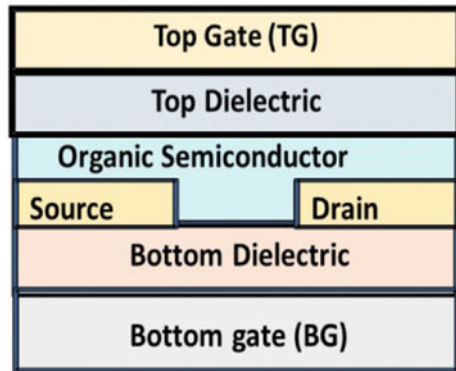 Top Gate (TG)
Top Dielectric
Organic Semiconductor
Source Drain
Bottom Dielectric
Bottom gate (BG)